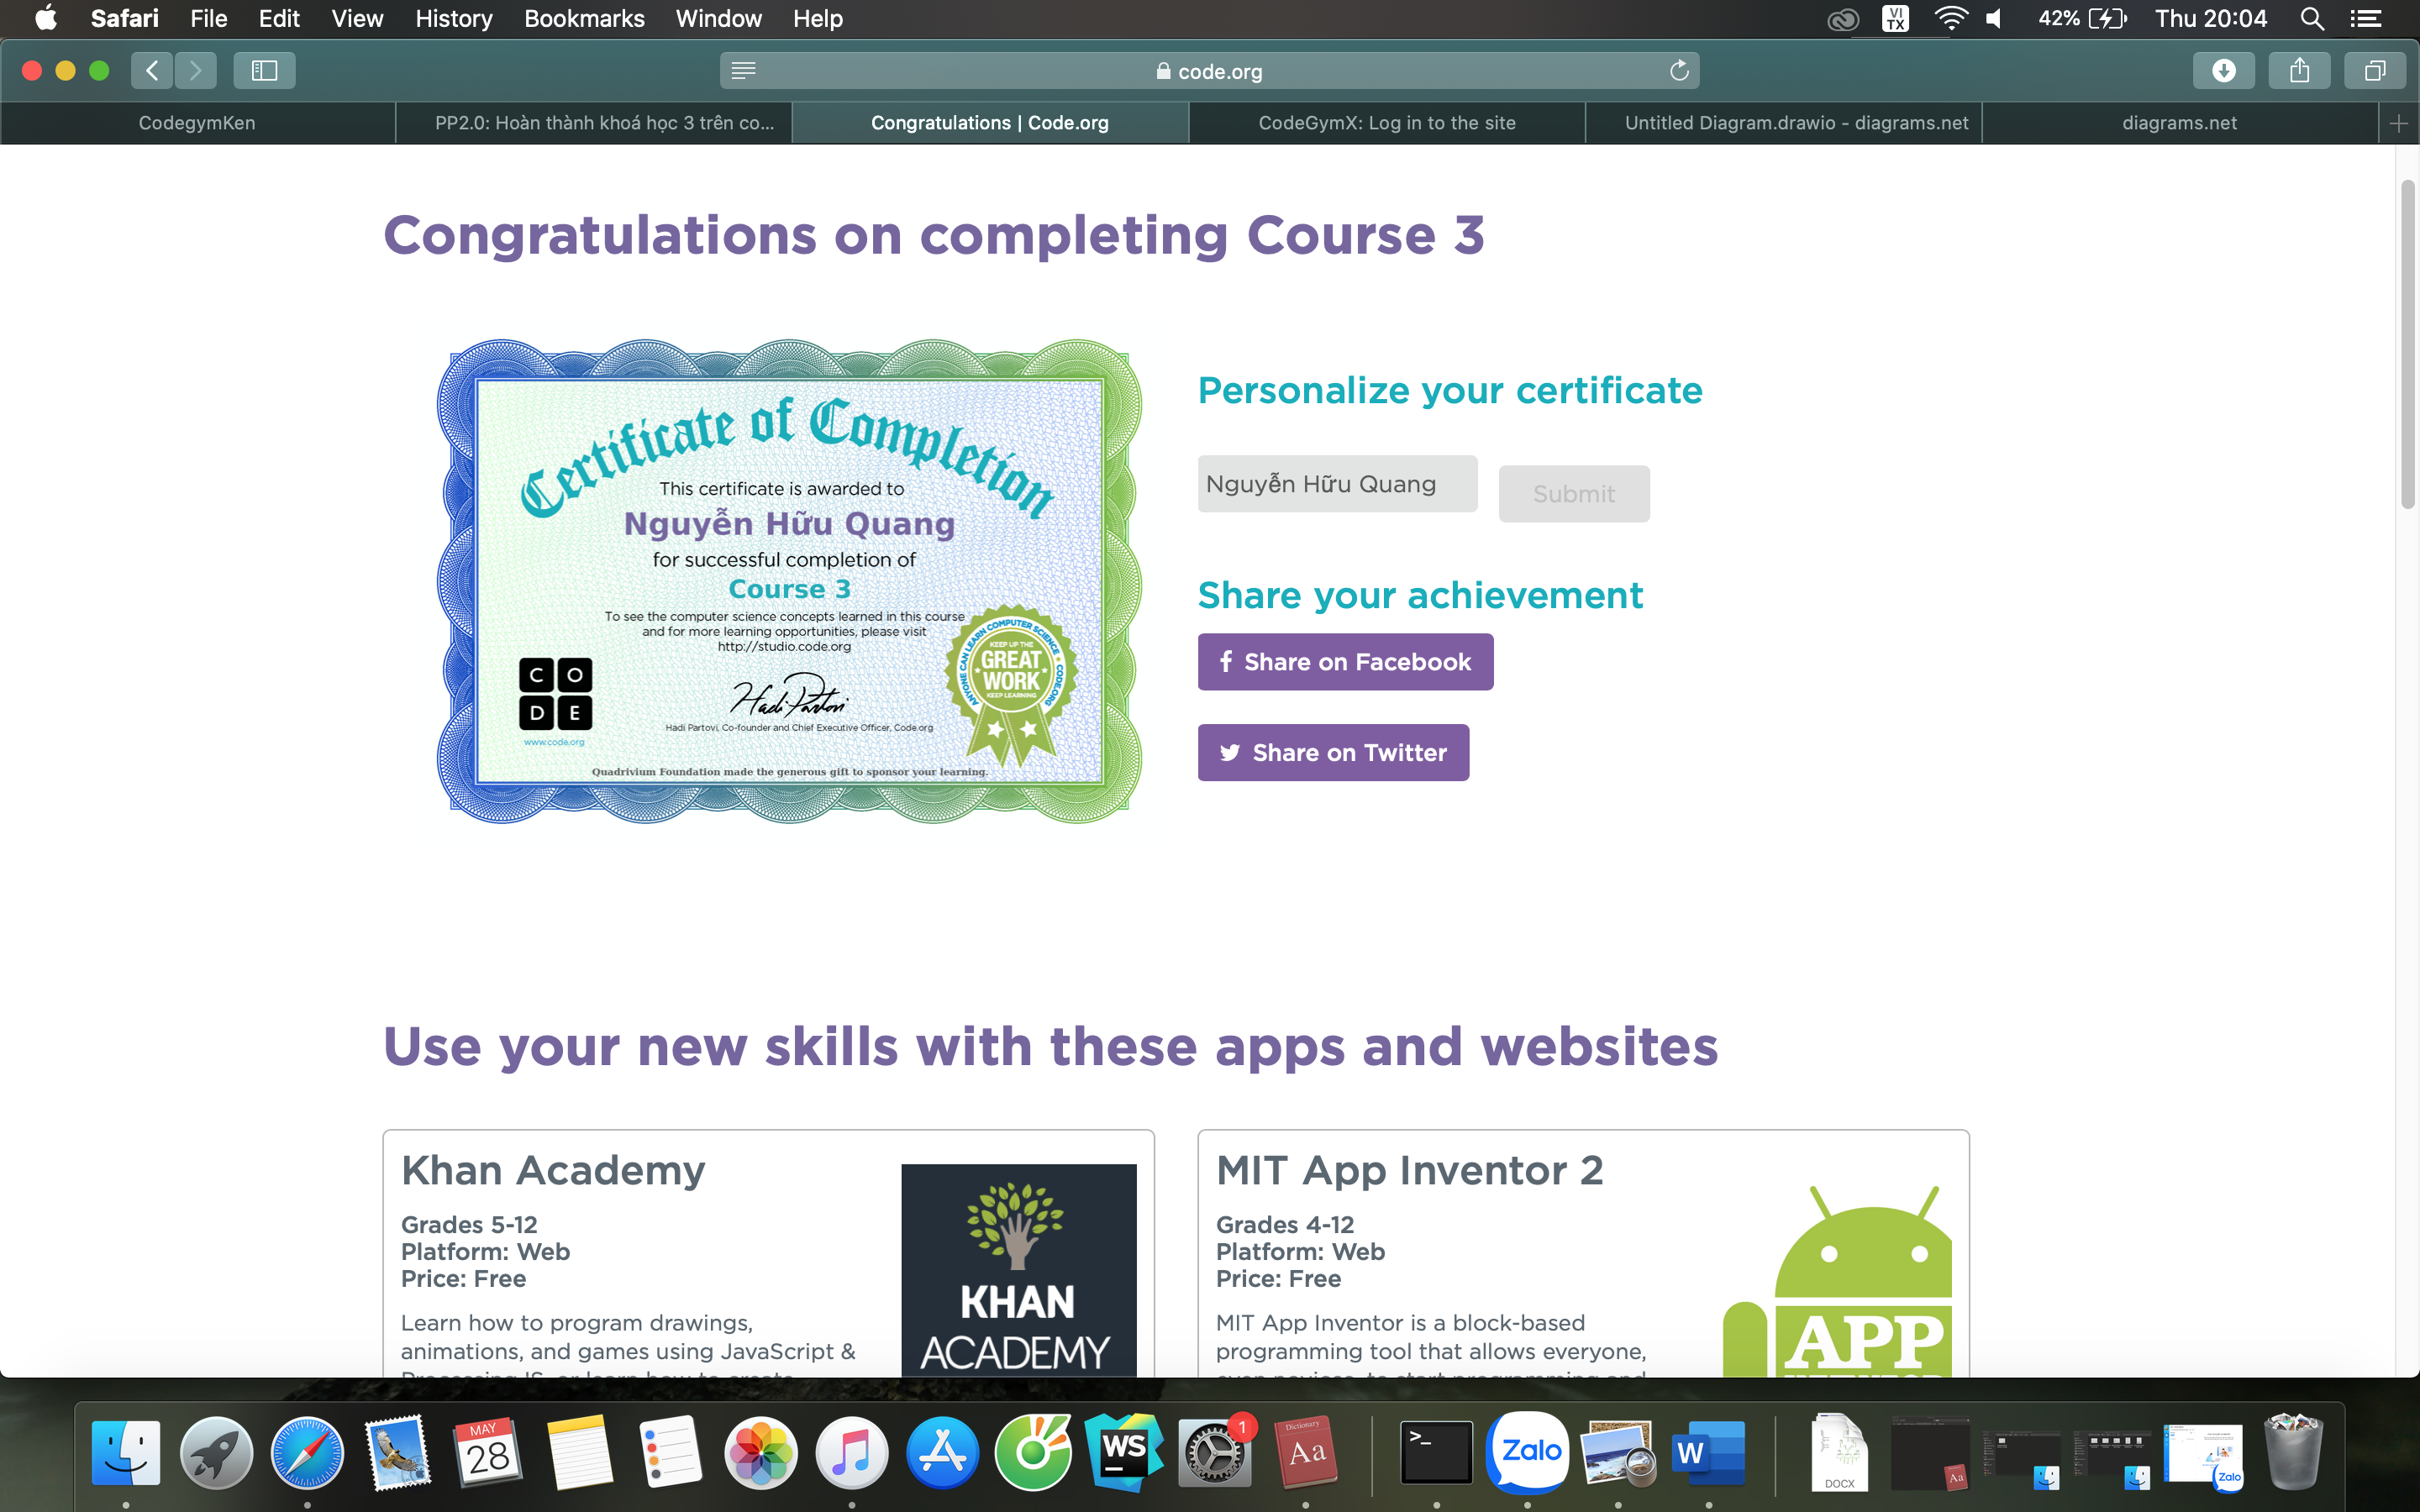 Safari File Edit View History Bookmarks Window Help
VI
TX
42%
Thu 20:04
code.org
CodegymKen
PP2.0: Hoàn thành khoá học 3 trên co...
Congratulations | Code.org
CodeGymX: Log in to the site
Untitled Diagram.drawio - diagrams.net
diagrams.net
Congratulations on completing Course 3
Certificate of Completion
This certificate is awarded to
Nguyễn Hữu Quang
for successful completion of
Course 3
To see the computer science concepts learned in this course
and for more learning opportunities, please visit
http://studio.code.org
C O
D E
www.code.org
Hadi Partovi
Hadi Partovi, Co-founder and Chief Executive Officer, Code.org
ANYONE CAN LEARN COMPUTER SCIENCE
CODE.ORG
KEEP UP THE
GREAT
WORK
KEEP LEARNING
Quadrivium Foundation made the generous gift to sponsor your learning.
Personalize your certificate
Nguyễn Hữu Quang
Submit
Share your achievement
Share on Facebook
Share on Twitter
Use your new skills with these apps and websites
Khan Academy
Grades 5-12
Platform: Web
Price: Free
Learn how to program drawings,
animations, and games using JavaScript &
KHAN
ACADEMY
MIT App Inventor 2
Grades 4-12
Platform: Web
Price: Free
MIT App Inventor is a block-based
programming tool that allows everyone,
APP
MAY
28
WS
1
Dictionary
Aa
>_
Zalo
W
DOCX
Aa
Zalo